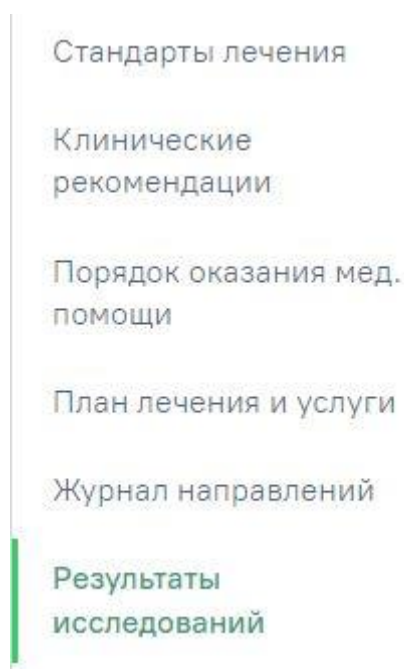 Стандарты лечения
Клинические
рекомендации
Порядок оказания мед.
помощи
План лечения и услуги
Журнал направлений
Результаты
исследований